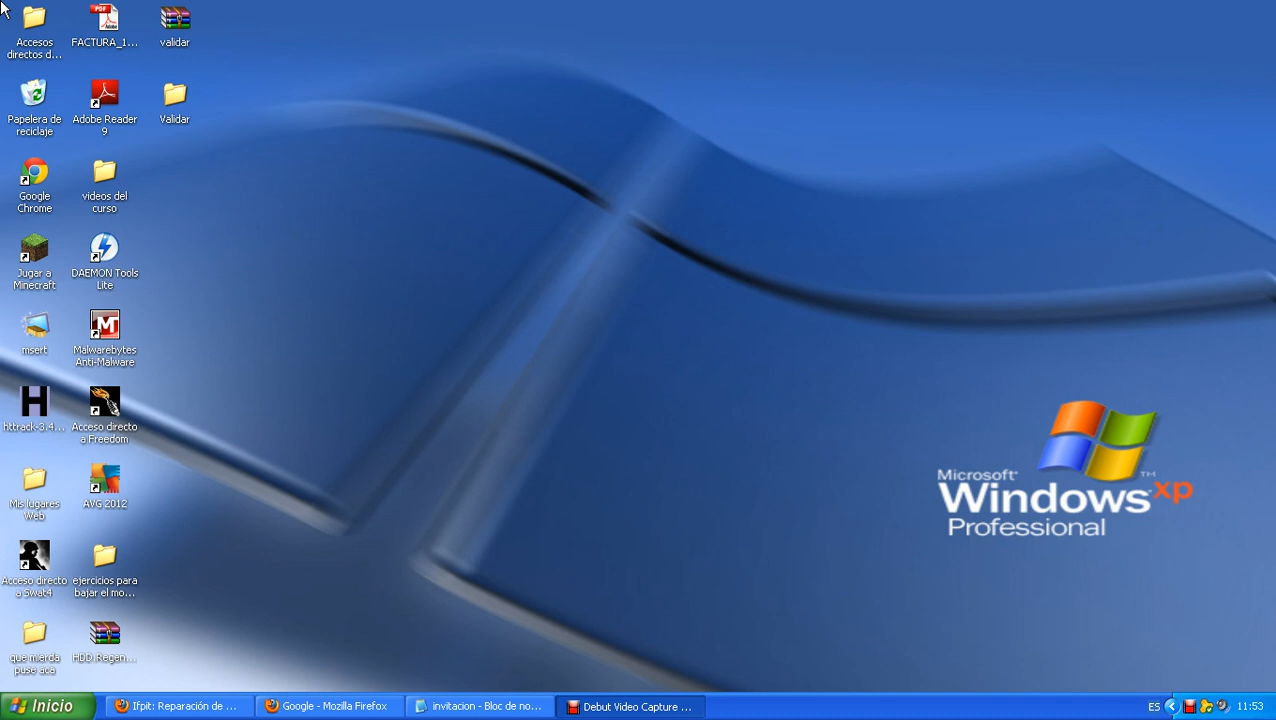 Accesos
directos d...
FACTURA_1...
validar
Papelera de
reciclaje
Adobe Reader
9
Validar
Google
Chrome
videos del
curso
Jugar a
Minecraft
DAEMON Tools
Lite
msert
Malwarebytes
Anti-Malware
httrack-3.4...
Acceso directo
a Freedom
Mis lugares
Web
AVG 2012
Acceso directo
a Swat4
ejercicios para
bajar el mo...
que mierda
puse aca
HDD.Regen...
Microsoft
Windows xp
Professional
TM
Inicio
Ifpit: Reparación de ...
Google - Mozilla Firefox
invitacion - Bloc de no...
Debut Video Capture ...
ES
11:53